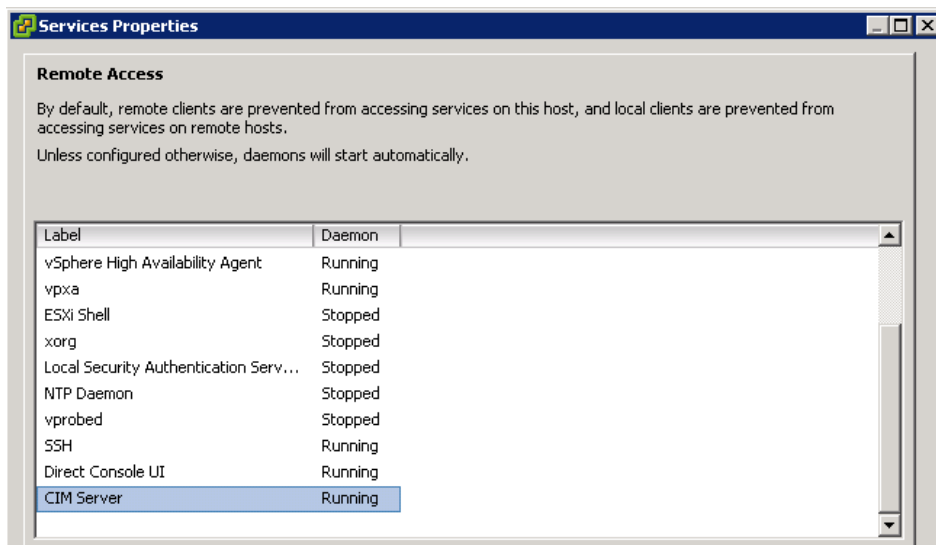 Services Properties
Remote Access
By default, remote clients are prevented from accessing services on this host, and local clients are prevented from
accessing services on remote hosts.
Unless configured otherwise, daemons will start automatically.
Label Daemon
vSphere High Availability Agent Running
vpxa Running
ESXi Shell Stopped
xorg Stopped
Local Security Authentication Serv... Stopped
NTP Daemon Stopped
vprobed Stopped
SSH Running
Direct Console UI Running
CIM Server Running